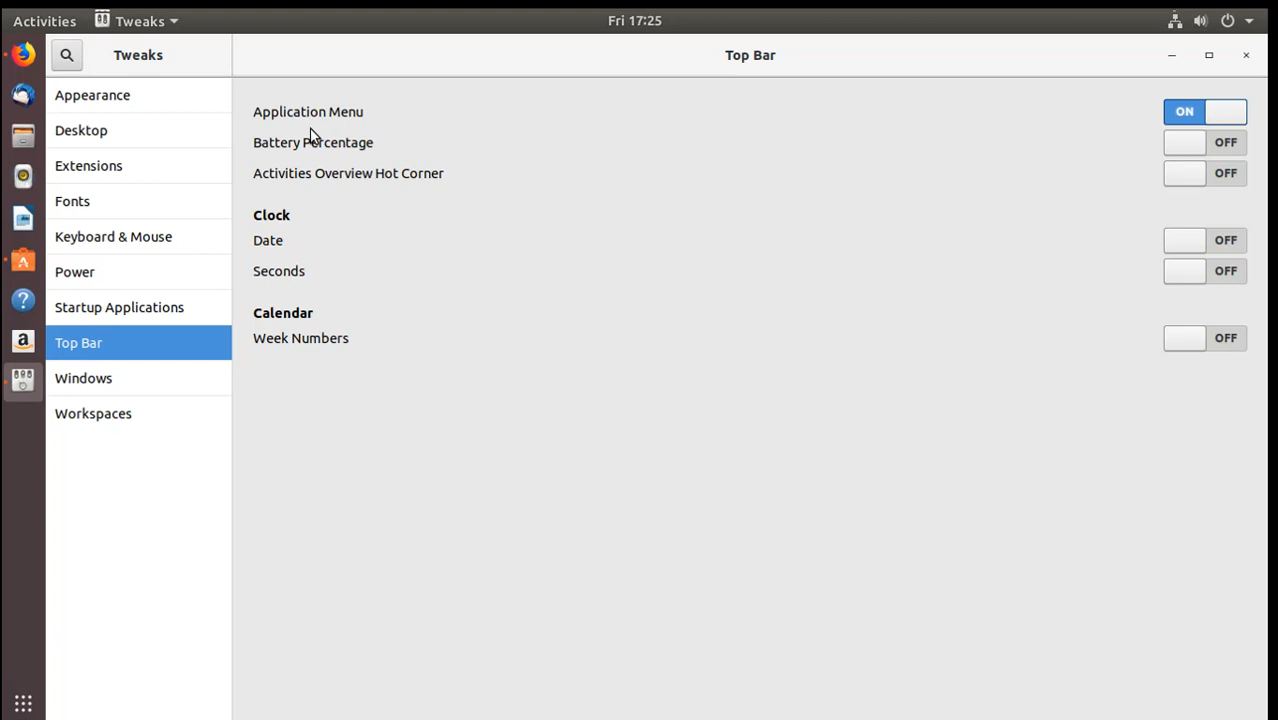 Activities Tweaks Fri 17:25
Tweaks Top Bar
Appearance
Desktop
Extensions
Fonts
Keyboard & Mouse
Power
Startup Applications
Top Bar
Windows
Workspaces
Application Menu ON
Battery Percentage OFF
Activities Overview Hot Corner OFF
Clock
Date OFF
Seconds OFF
Calendar
Week Numbers OFF